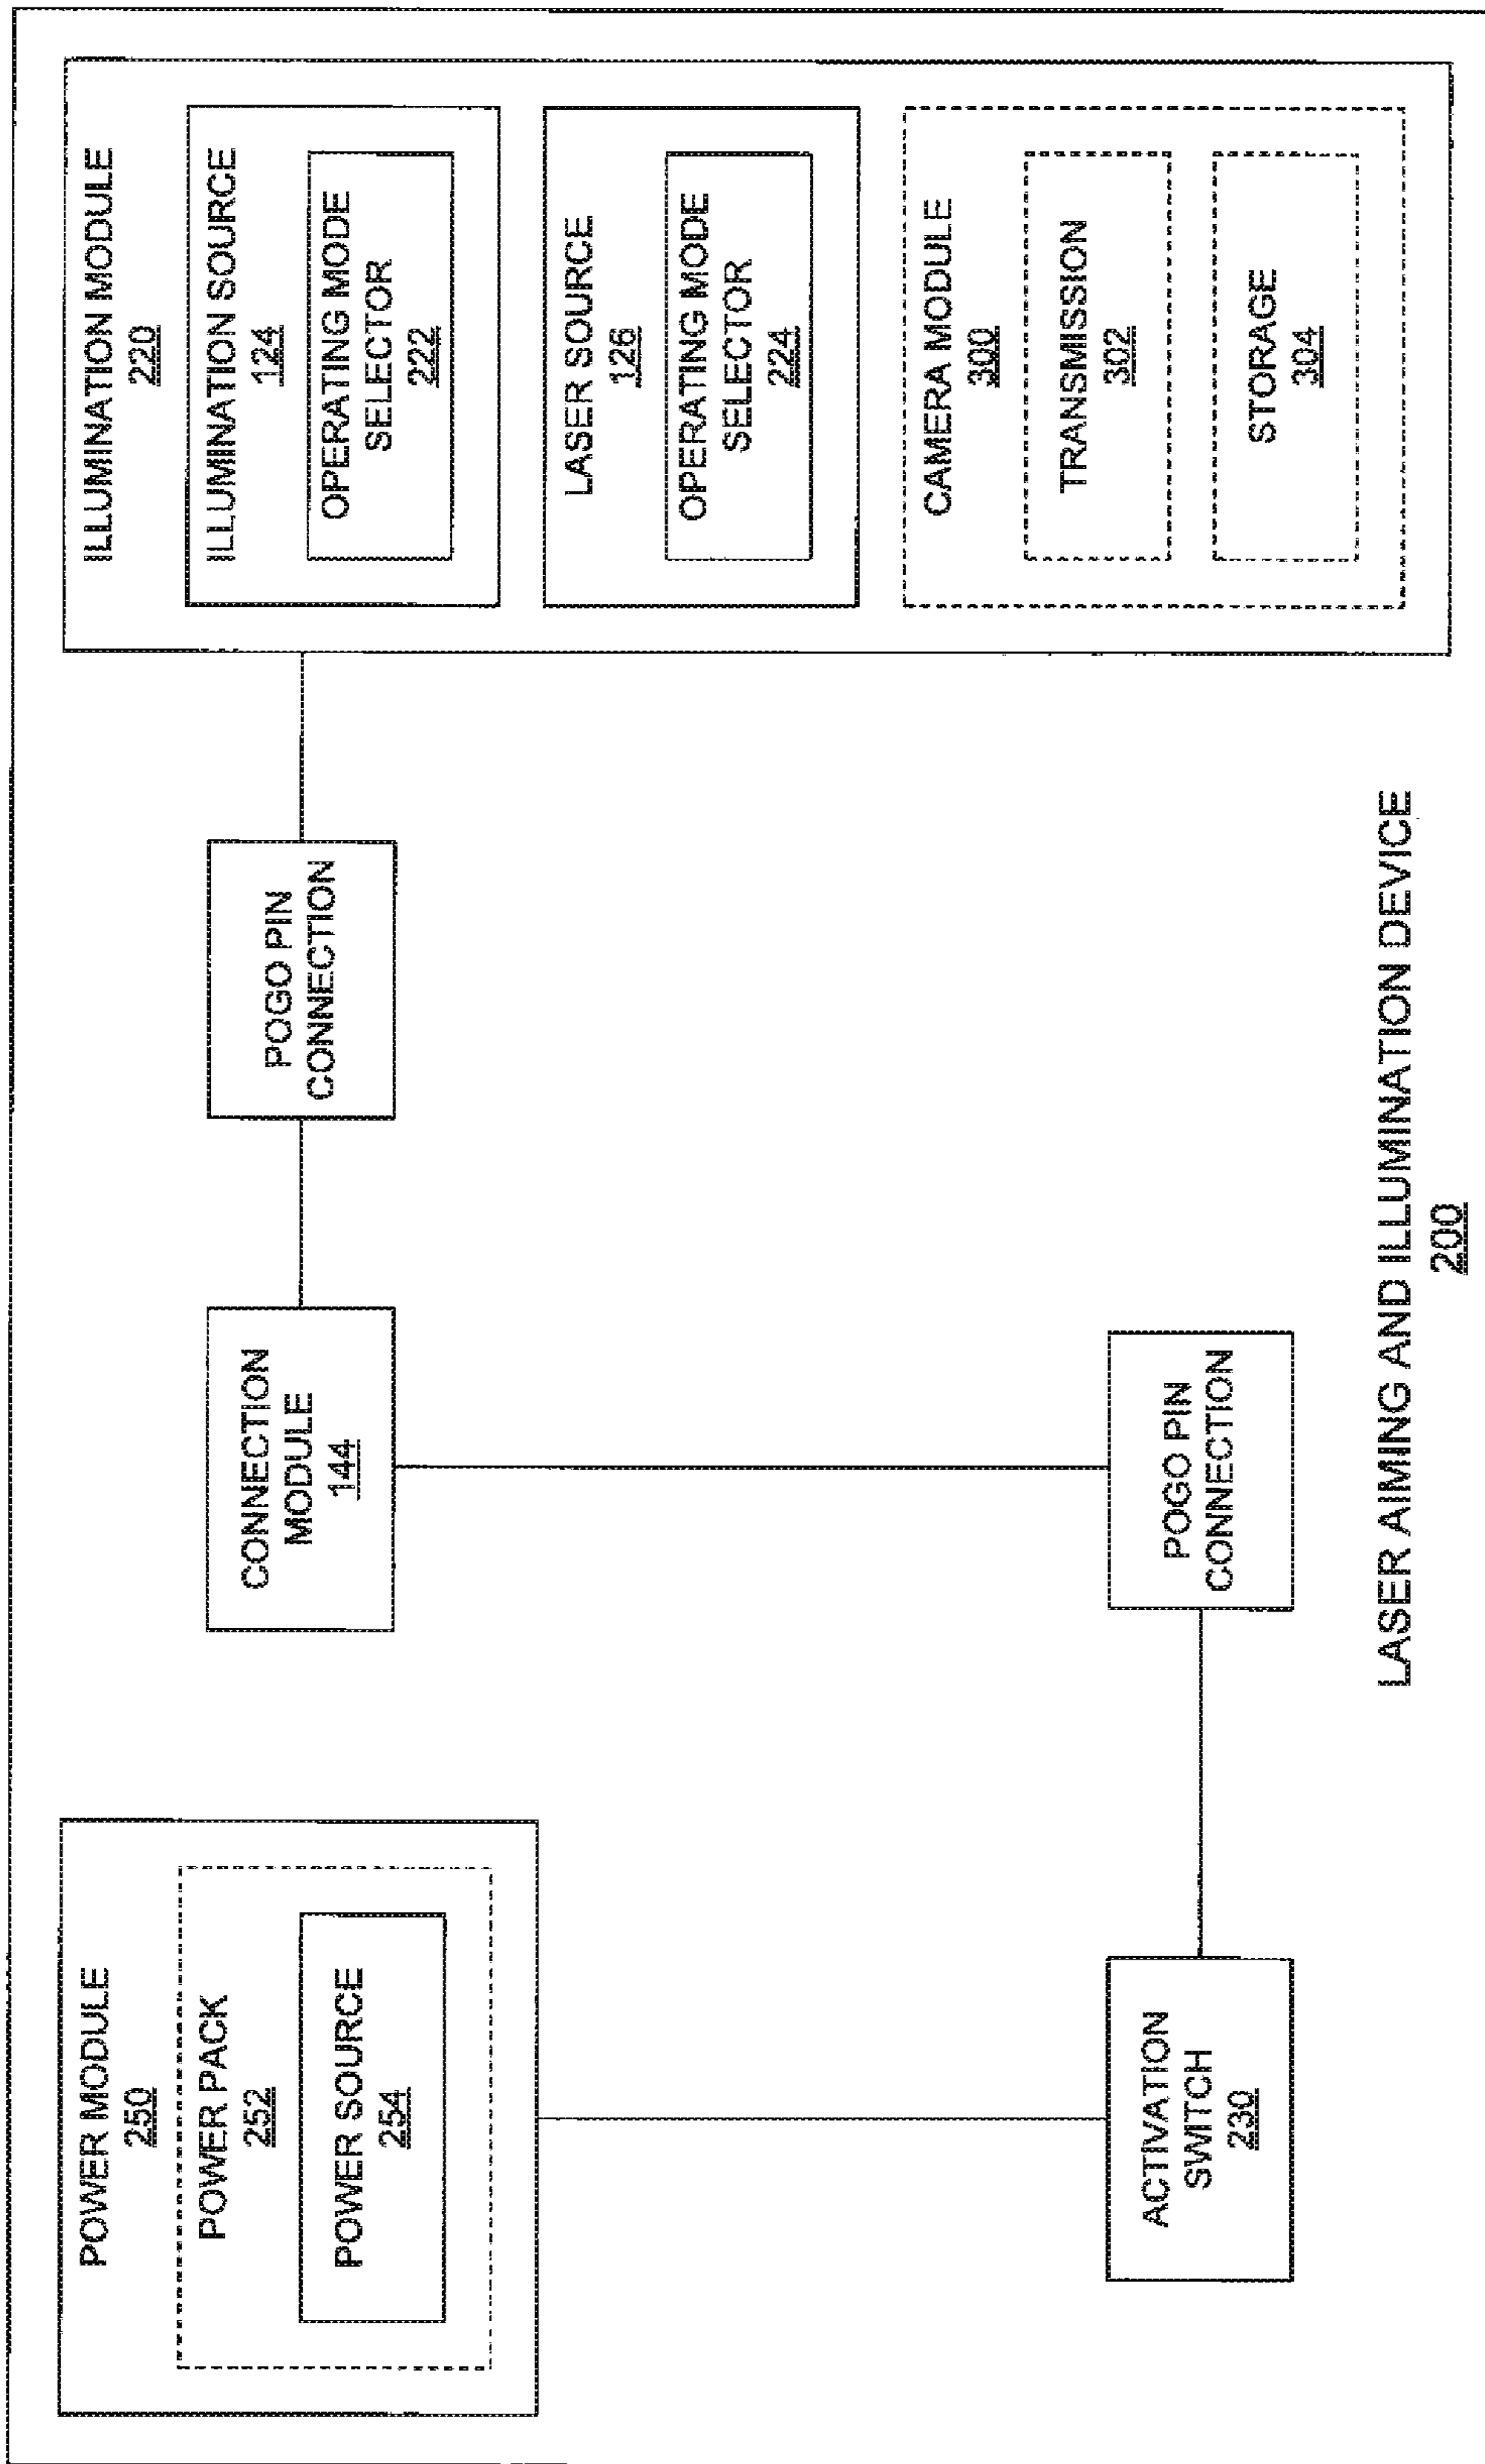 POWER MODULE
250
POWER PACK
252
POWER SOURCE
254
ACTIVATION
SWITCH
230
CONNECTION
MODULE
144
POGO PIN
CONNECTION
POGO PIN
CONNECTION
ILLUMINATION MODULE
220
ILLUMINATION SOURCE
124
OPERATING MODE
SELECTOR
222
LASER SOURCE
126
OPERATING MODE
SELECTOR
224
CAMERA MODULE
300
TRANSMISSION
302
STORAGE
304
LASER AIMING AND ILLUMINATION DEVICE
200